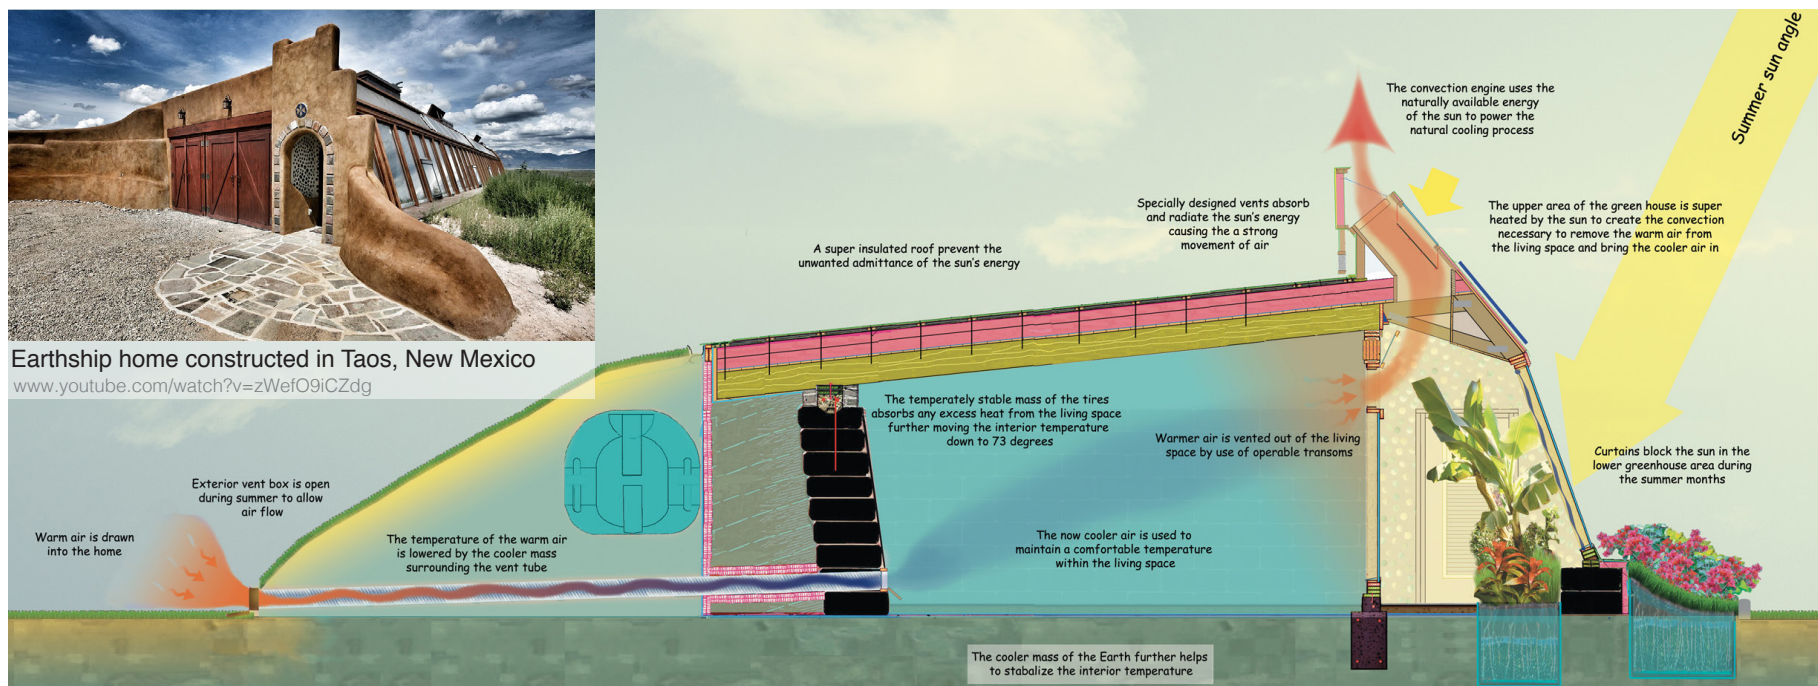 Earthship home constructed in Taos, New Mexico
www.youtube.com/watch?v=zWefO9iCZdg
Warm air is drawn
into the home
Exterior vent box is open
during summer to allow
air flow
The temperature of the warm air
is lowered by the cooler mass
surrounding the vent tube
A super insulated roof prevent the
unwanted admittance of the sun's energy
The temperately stable mass of the tires
absorbs any excess heat from the living space
further moving the interior temperature
down to 73 degrees
The now cooler air is used to
maintain a comfortable temperature
within the living space
The cooler mass of the Earth further helps
to stabalize the interior temperature
Warmer air is vented out of the living
space by use of operable transoms
Specially designed vents absorb
and radiate the sun's energy
causing the a strong
movement of air
The convection engine uses the
naturally available energy
of the sun to power the
natural cooling process
The upper area of the green house is super
heated by the sun to create the convection
necessary to remove the warm air from
the living space and bring the cooler air in
Summer sun angle
Curtains block the sun in the
lower greenhouse area during
the summer months